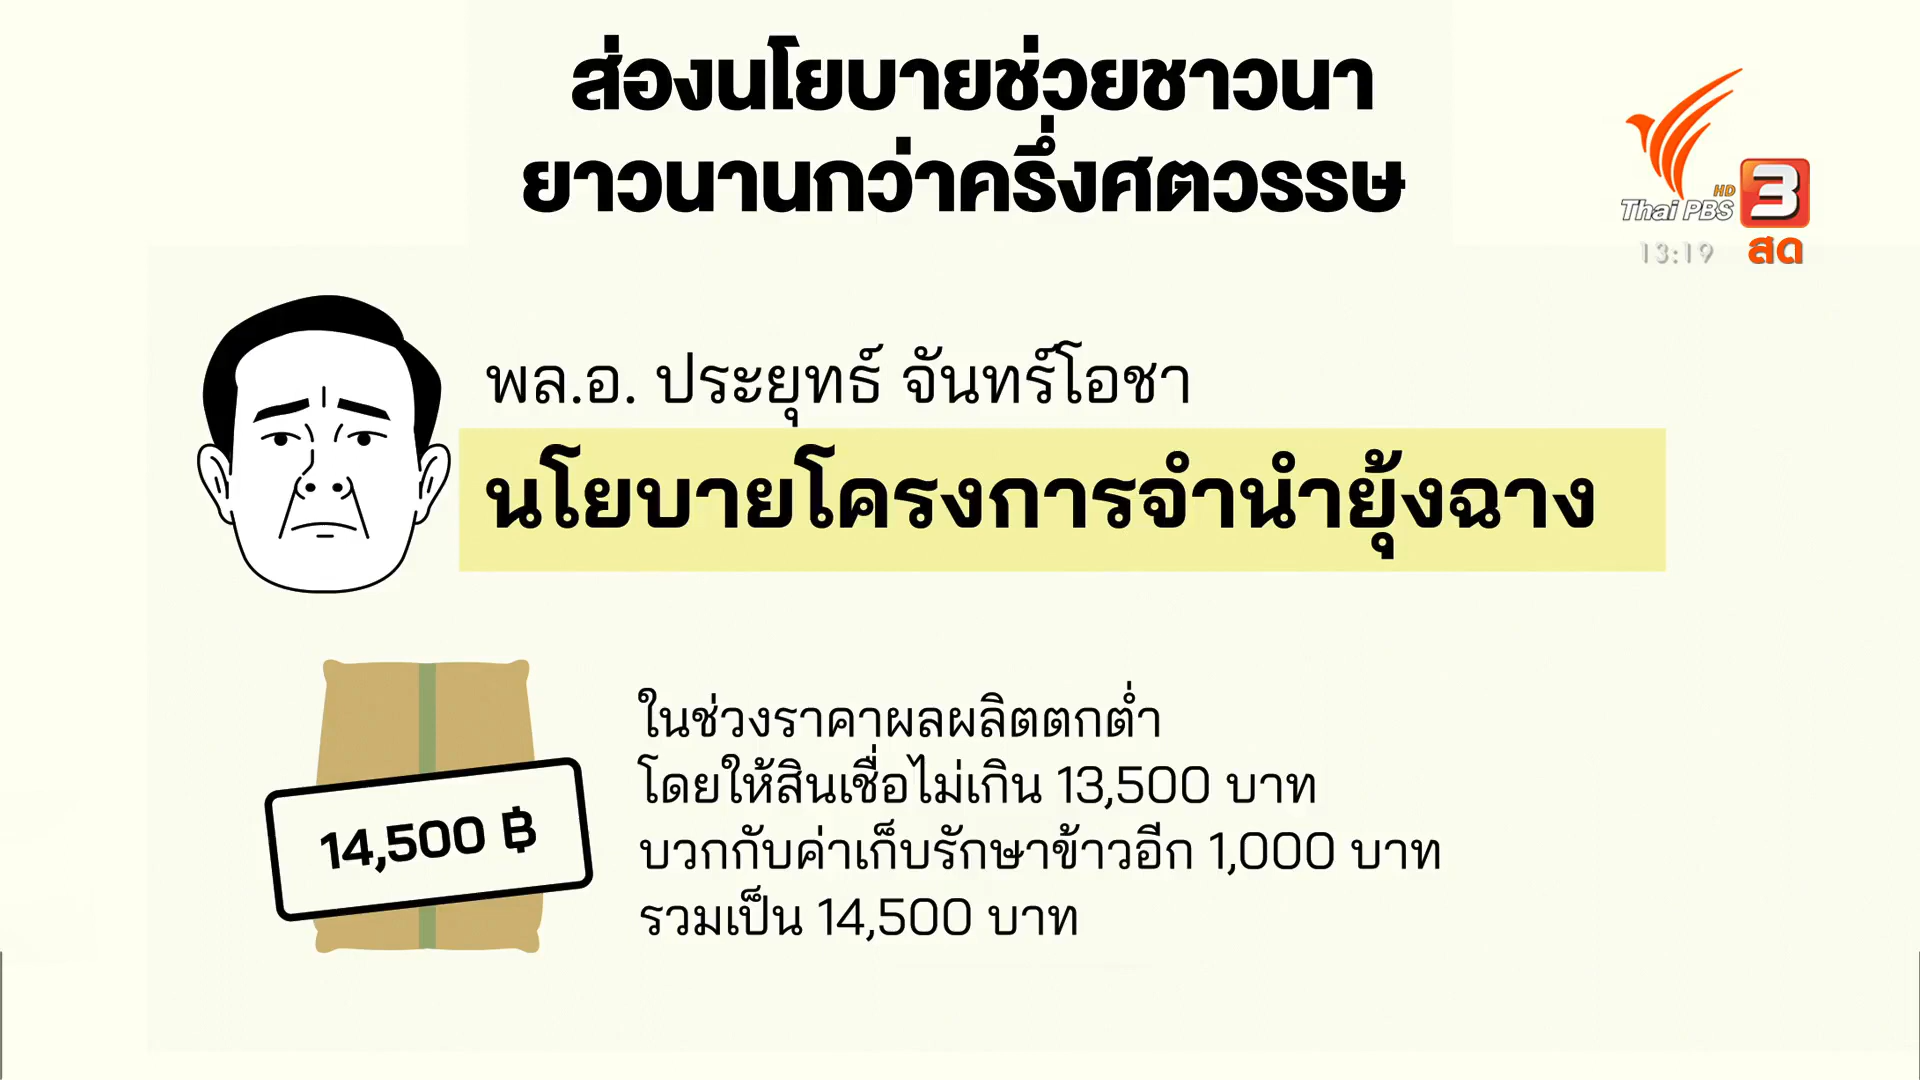 ส่องนโยบายช่วยชาวนา
ยาวนานกว่าครึ่งศตวรรษ
HD
Thai PBS 3
13:19 สด
พล.อ. ประยุทธ์ จันทร์โอชา
นโยบายโครงการจำนำยุ้งฉาง
14,500 ฿
ในช่วงราคาผลผลิตตกต่ำ
โดยให้สินเชื่อไม่เกิน 13,500 บาท
บวกกับค่าเก็บรักษาข้าวอีก 1,000 บาท
รวมเป็น 14,500 บาท